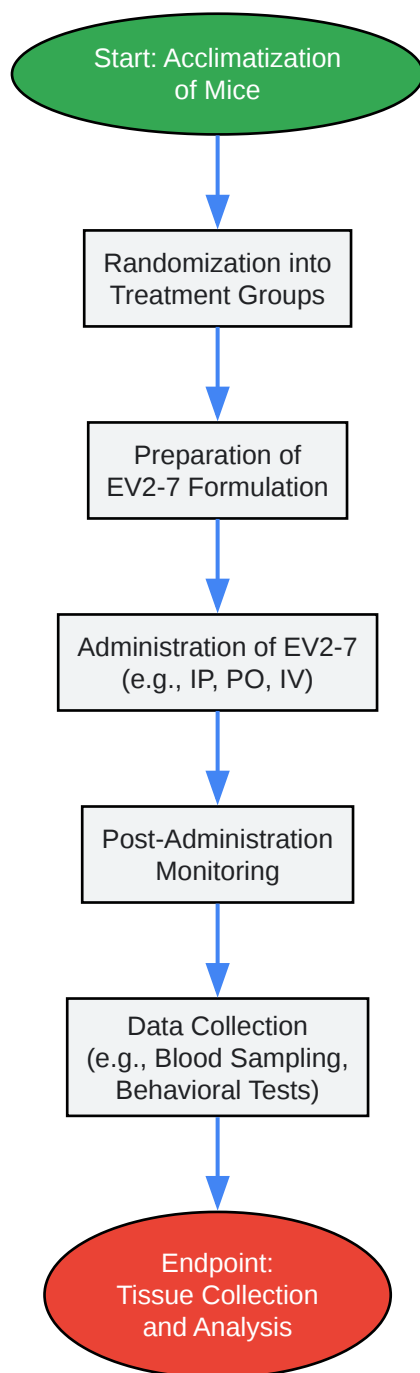 Start: Acclimatization
of Mice
Randomization into
Treatment Groups
Preparation of
EV2-7 Formulation
Administration of EV2-7
(e.g., IP, PO, IV)
Post-Administration
Monitoring
Data Collection
(e.g., Blood Sampling,
Behavioral Tests)
Endpoint:
Tissue Collection
and Analysis